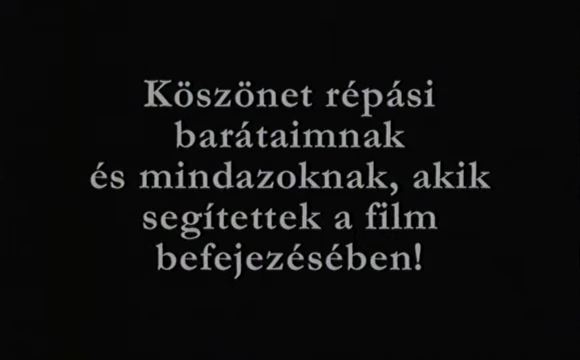 Köszönet répási
barátaimnak
és mindazoknak, akik
segítettek a film
befejezésében!